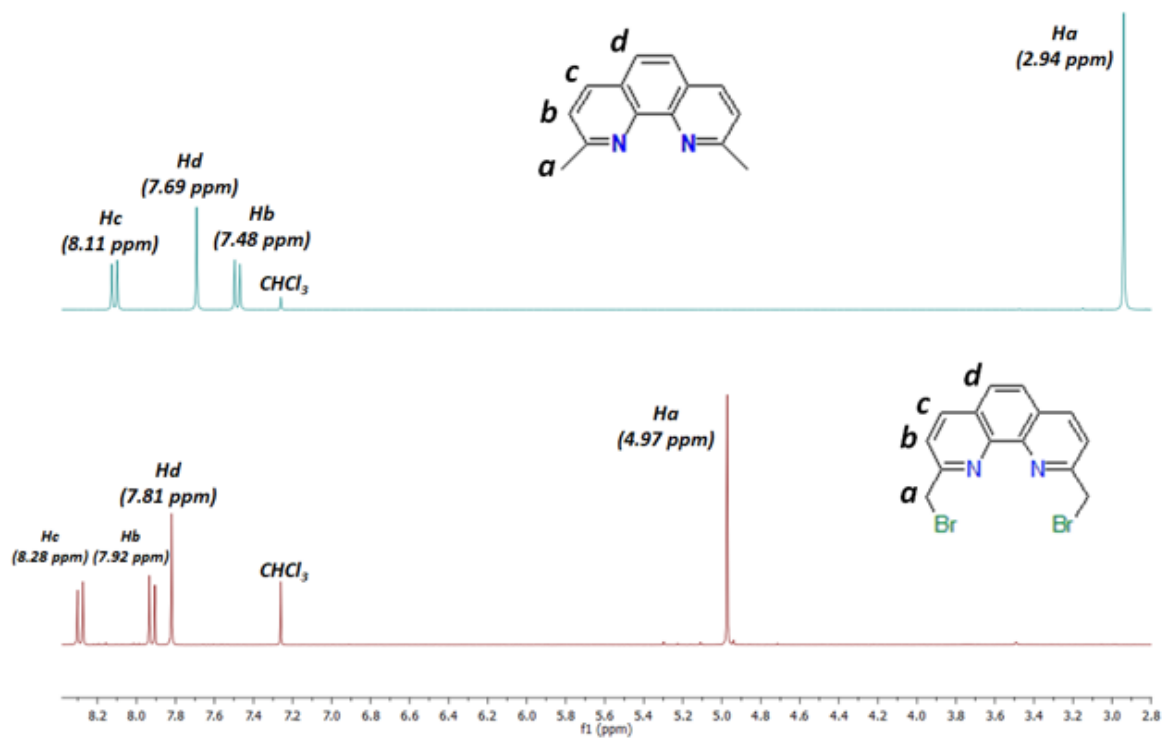 Ha
(2.94 ppm)
d
c
b
a
N
N
Hd
(7.69 ppm)
Hc
(8.11 ppm)
Hb
(7.48 ppm)
CHCl3
Ha
(4.97 ppm)
d
c
b
a
N
N
Br
Br
Hd
(7.81 ppm)
Hc
(8.28 ppm)
Hb
(7.92 ppm)
CHCl3
8.2 8.0 7.8 7.6 7.4 7.2 7.0 6.8 6.6 6.4 6.2 6.0 5.8 5.6 5.4 5.2 5.0 4.8 4.6 4.4 4.2 4.0 3.8 3.6 3.4 3.2 3.0 2.8
f1 (ppm)